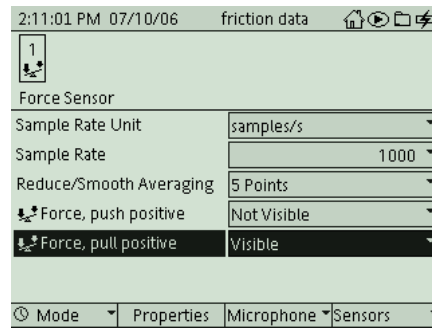 2:11:01 PM 07/10/06 friction data
1
Force Sensor
Sample Rate Unit samples/s
Sample Rate 1000
Reduce/Smooth Averaging 5 Points
Force, push positive Not Visible
Force, pull positive Visible
Mode Properties Microphone Sensors